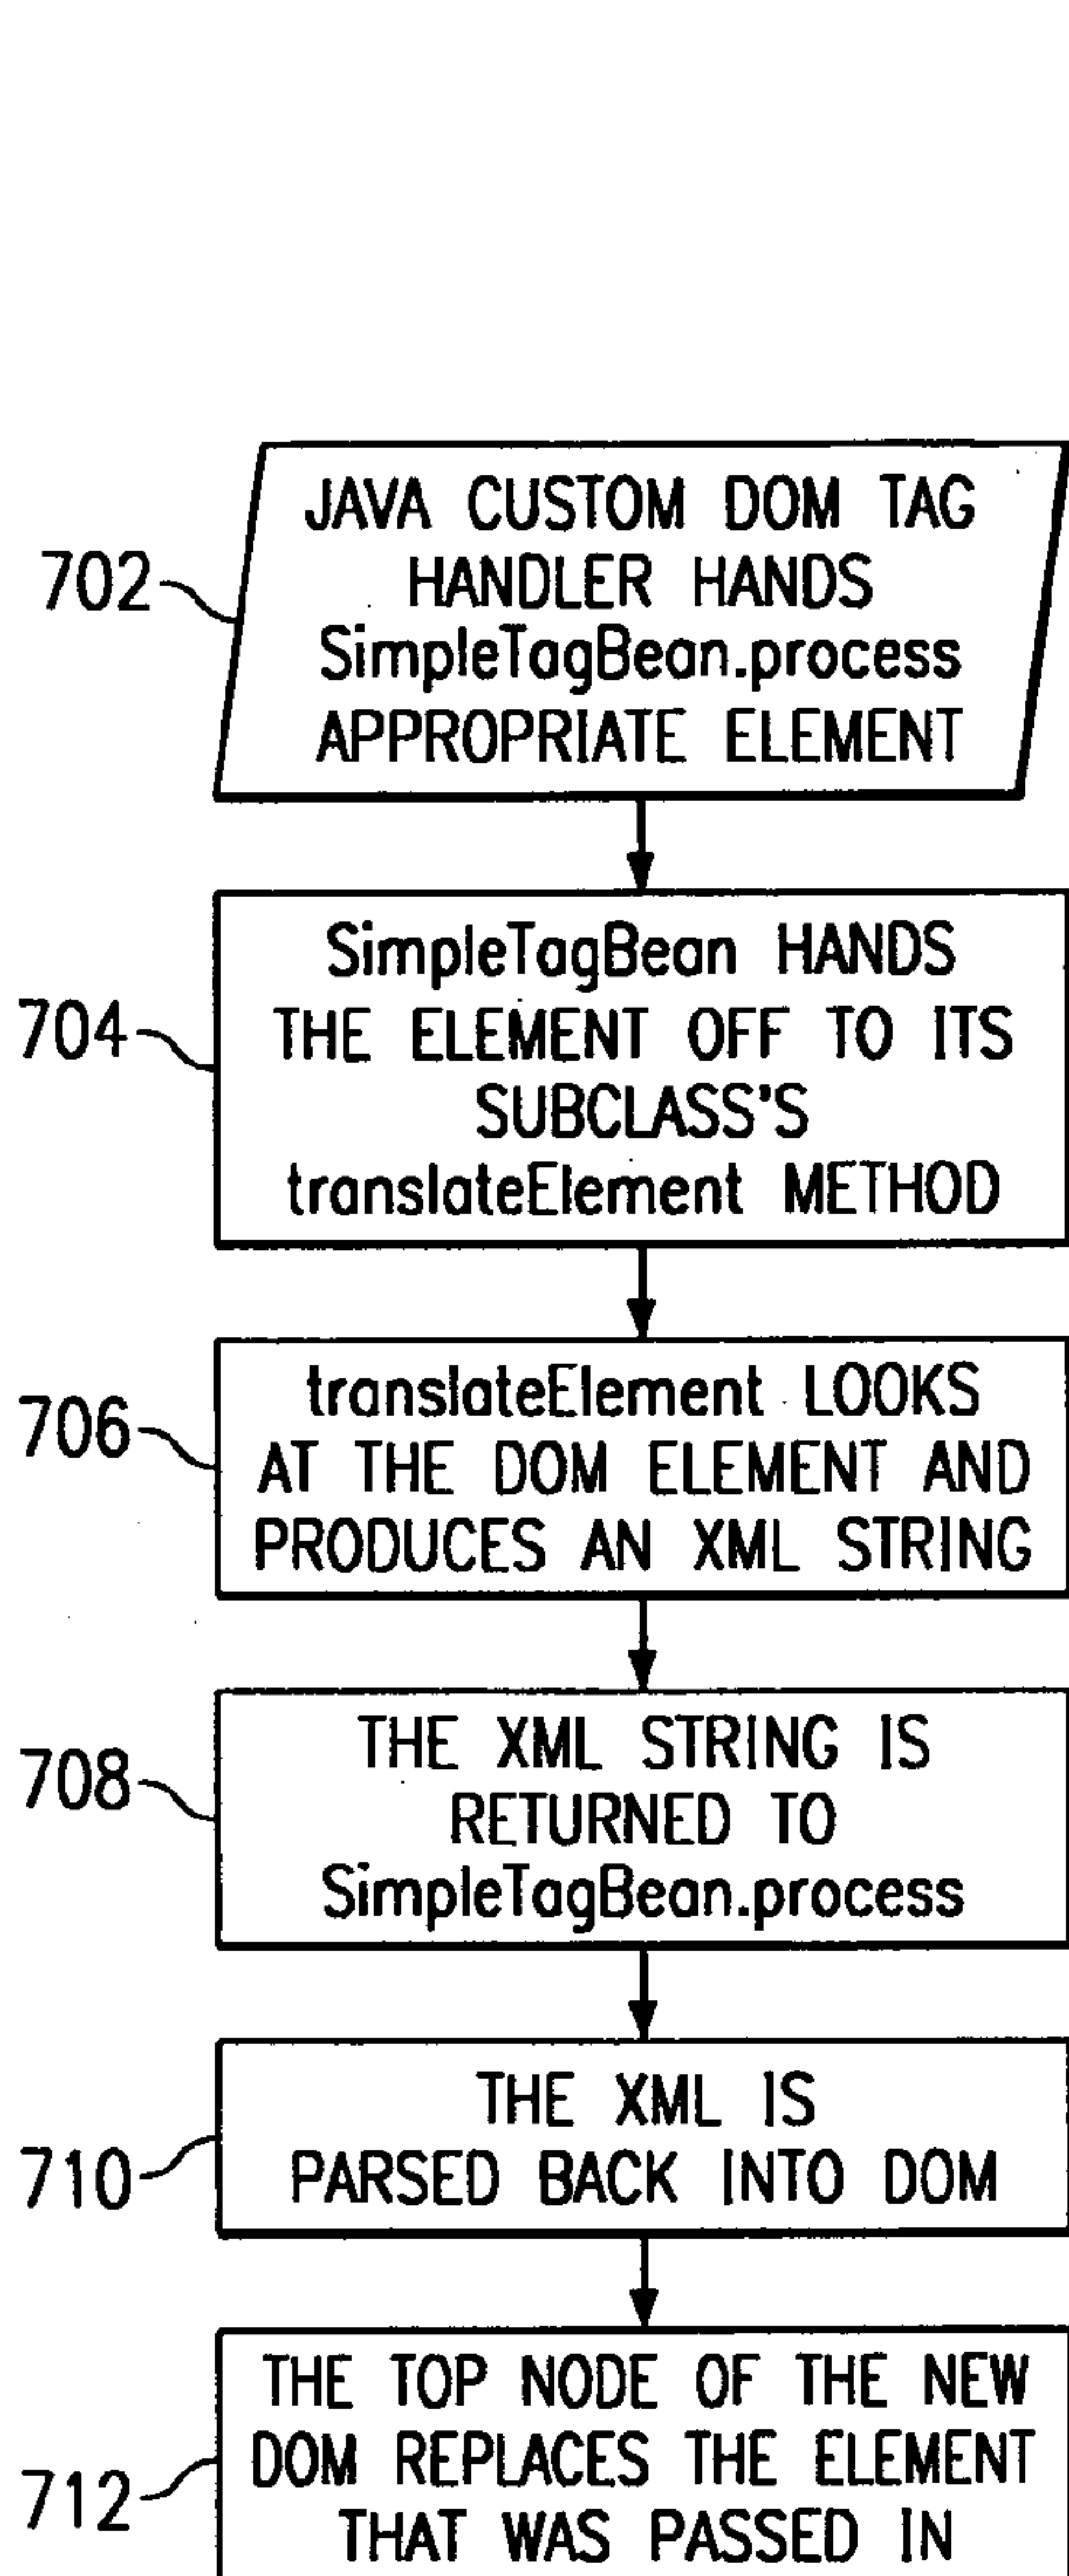 JAVA CUSTOM DOM TAG
HANDLER HANDS
702
SimpleTagBean.process
APPROPRIATE ELEMENT
SimpleTagBean HANDS
704
THE ELEMENT OFF TO ITS
SUBCLASS'S
translateElement METHOD
translateElement LOOKS
706
AT THE DOM ELEMENT AND
PRODUCES AN XML STRING
THE XML STRING IS
708
RETURNED TO
SimpleTagBean.process
THE XML IS
710
PARSED BACK INTO DOM
THE TOP NODE OF THE NEW
DOM REPLACES THE ELEMENT
712
THAT WAS PASSED IN